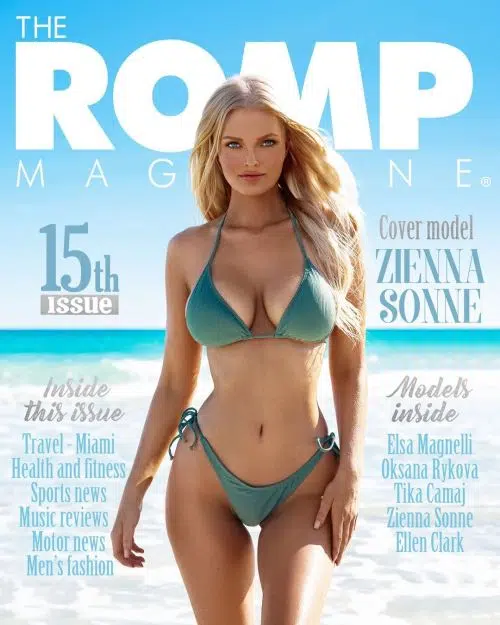 THE
ROMP
MAGA NE®
15th
ISSUE
Cover model
ZIENNA
SONNE
Inside
this issue
Travel - Miami
Health and fitness
Sports news
Music reviews
Motor news
Men's fashion
Models
inside
Elsa Magnelli
Oksana Rykova
Tika Camaj
Zienna Sonne
Ellen Clark